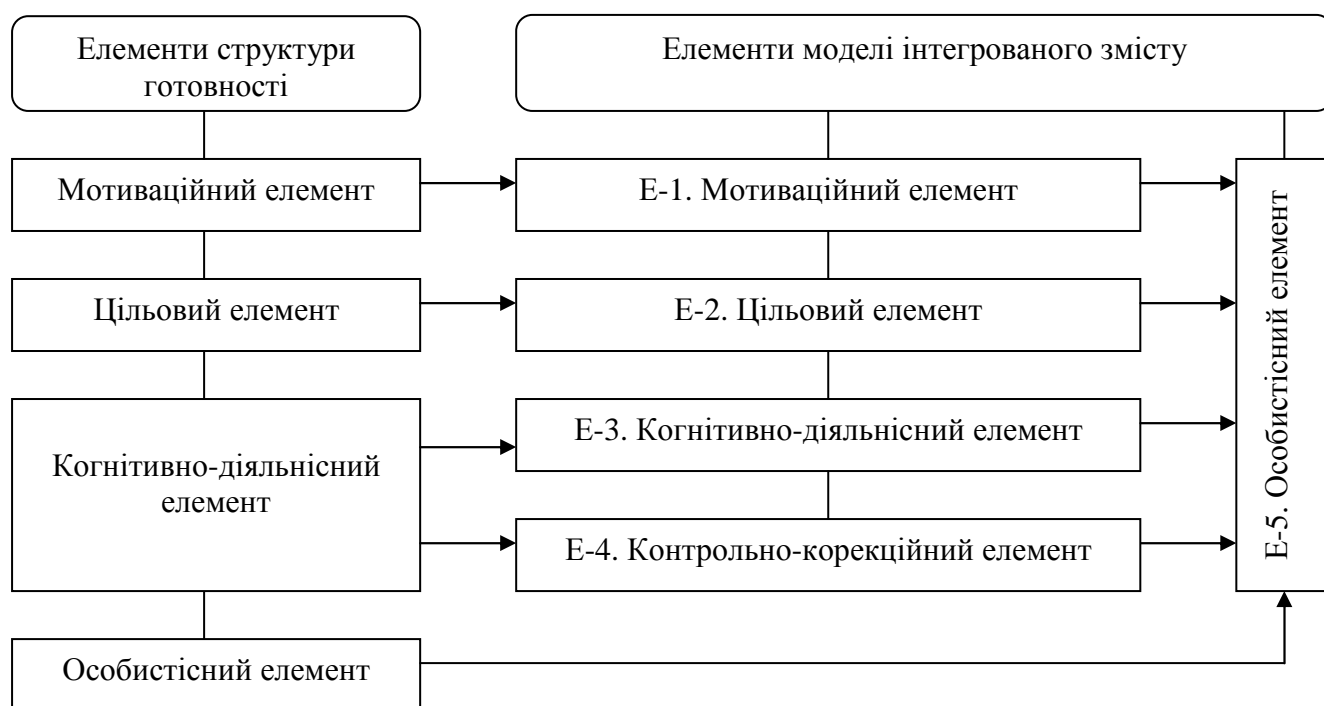 Елементи структури
готовності
Елементи моделі інтегрованого змісту
Мотиваційний елемент
Е-1. Мотиваційний елемент
Цільовий елемент
Е-2. Цільовий елемент
Когнітивно-діяльнісний
елемент
Е-3. Когнітивно-діяльнісний елемент
Е-4. Контрольно-корекційний елемент
Е-5. Особистісний елемент
Особистісний елемент